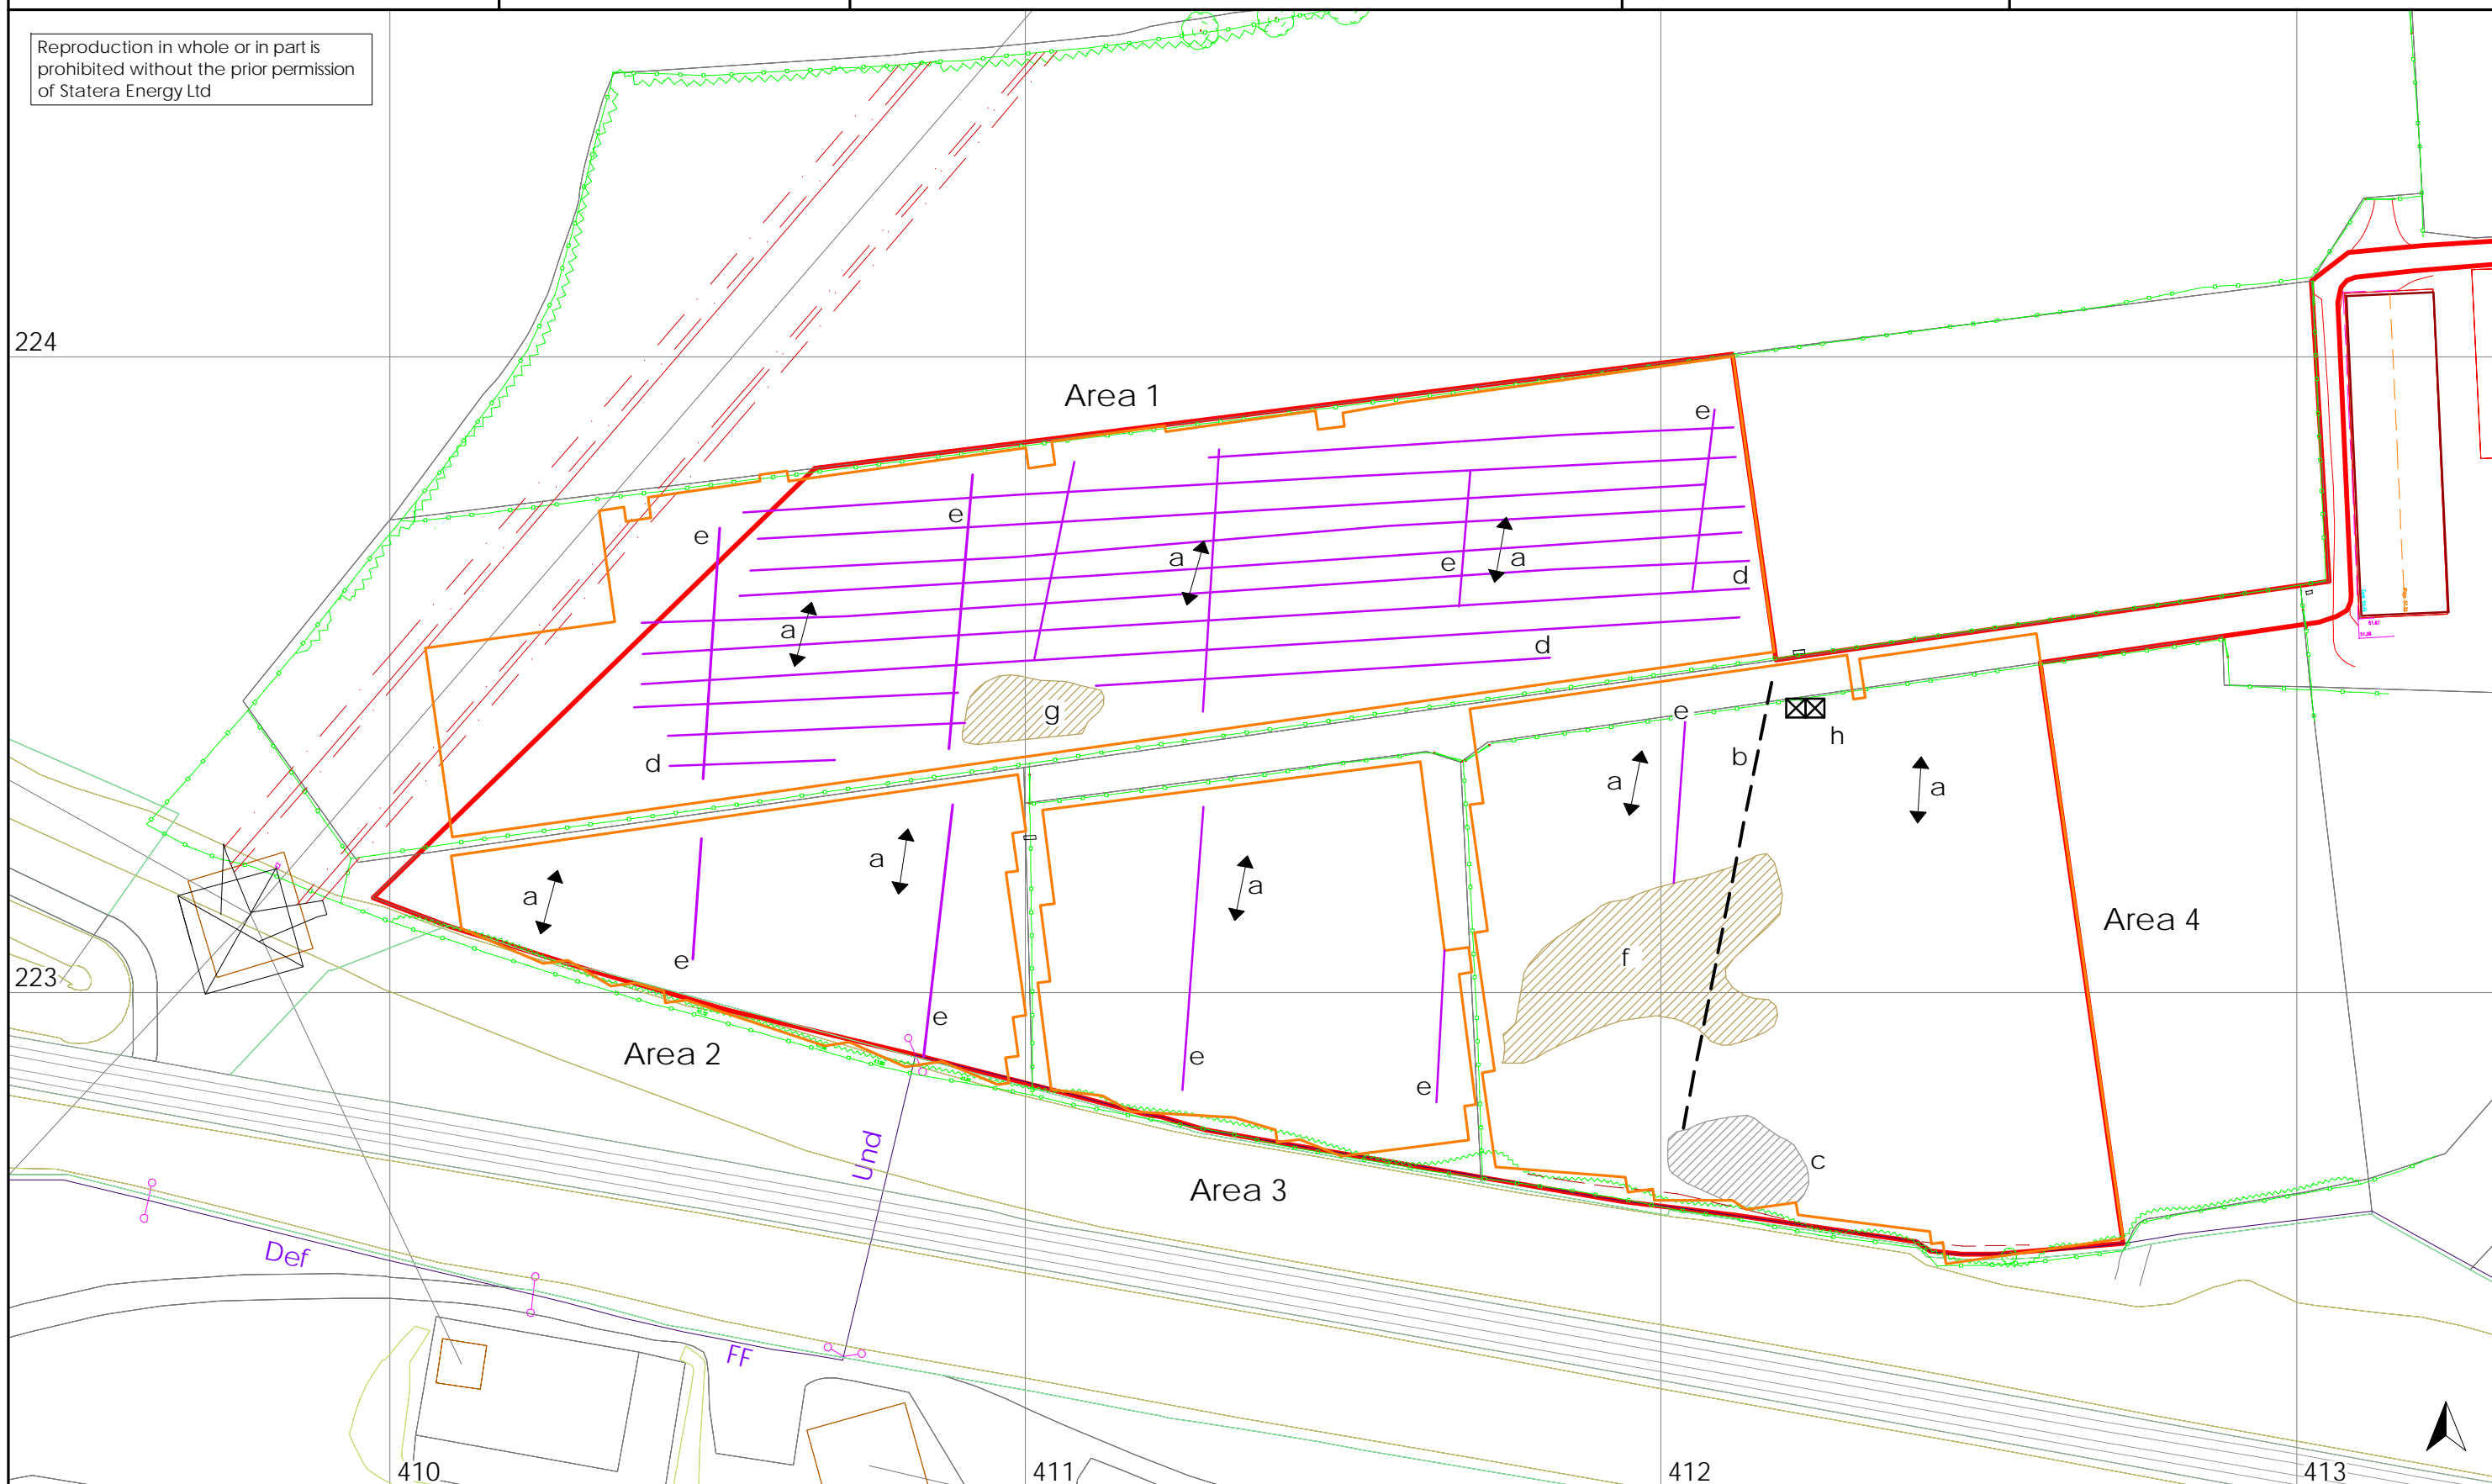 Reproduction in whole or in part is
prohibited without the prior permission
of Statera Energy Ltd
224
Area 1
e
e
e
a
a
e
d
a
d
g
d
e
h
b
a
a
a
a
a
Area 4
f
e
e
Area 2
e
e
c
Und
Area 3
Def
FF
223
410
411
412
413